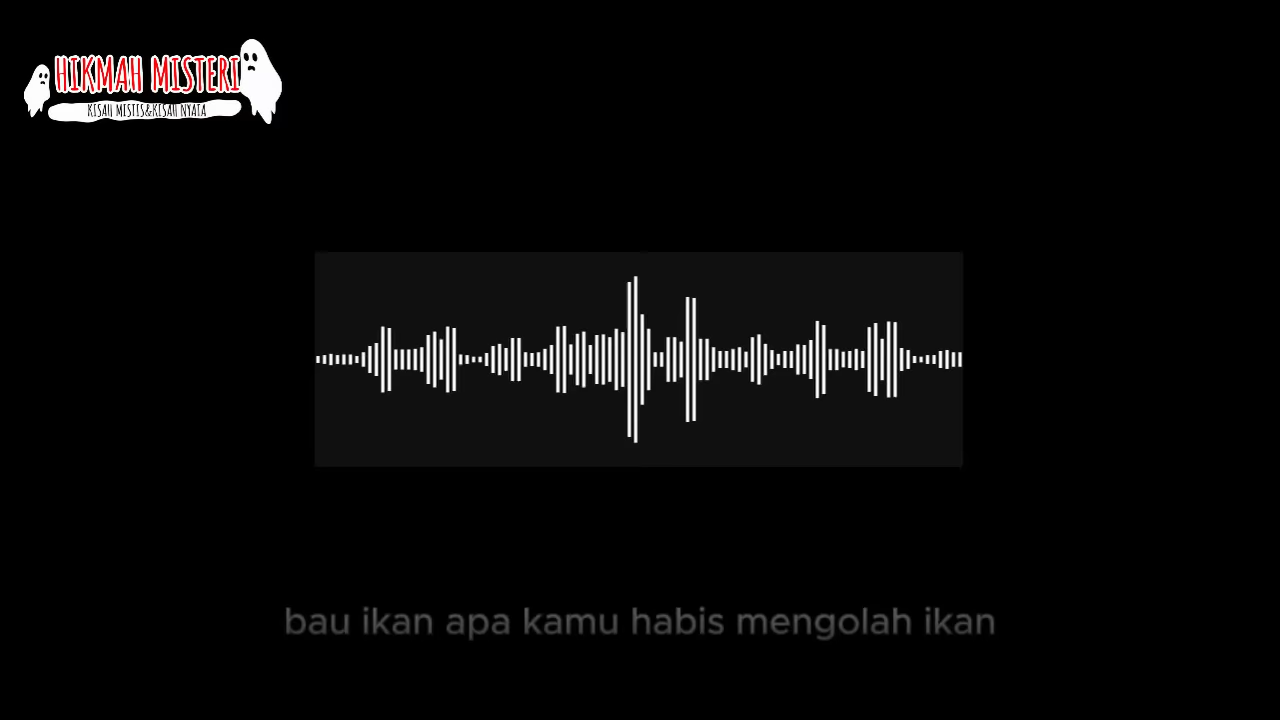 HIKMAH MISTERI
KISAH MISTIS&KISAH NYATA
bau ikan apa kamu habis mengolah ikan